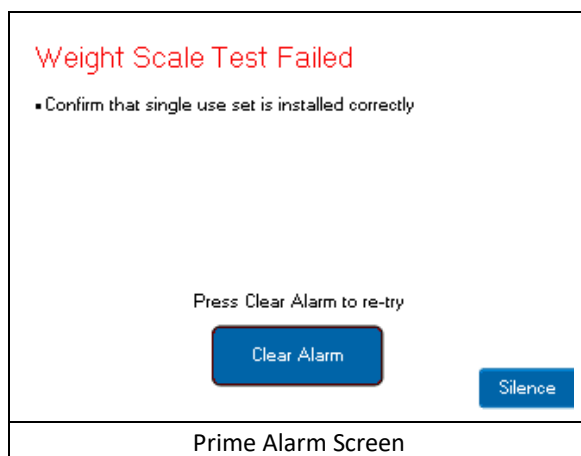 Weight Scale Test Failed
▪ Confirm that single use set is installed correctly
Press Clear Alarm to re-try
Clear Alarm
Silence
Prime Alarm Screen